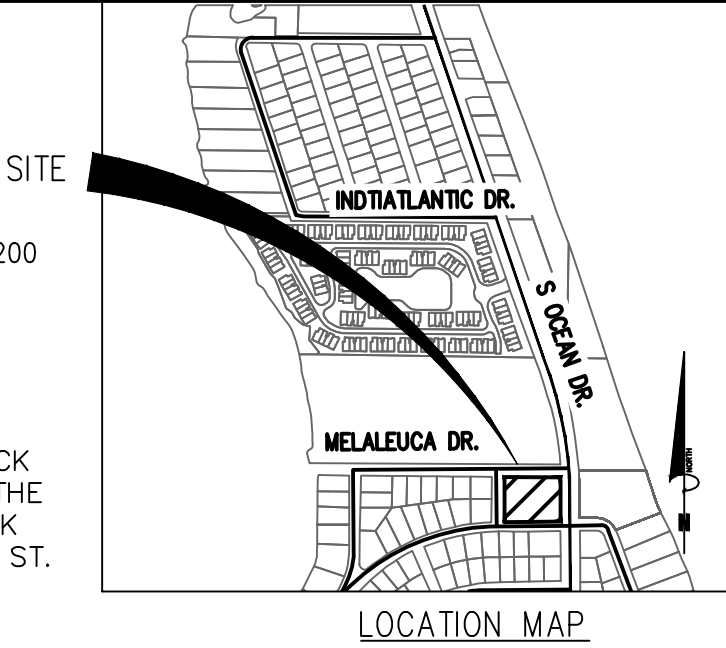 SITE
200
CK
THE
K
ST.
INDTIATLANTIC DR.
S OCEAN DR.
MELALEUCA DR.
NORTH
LOCATION MAP